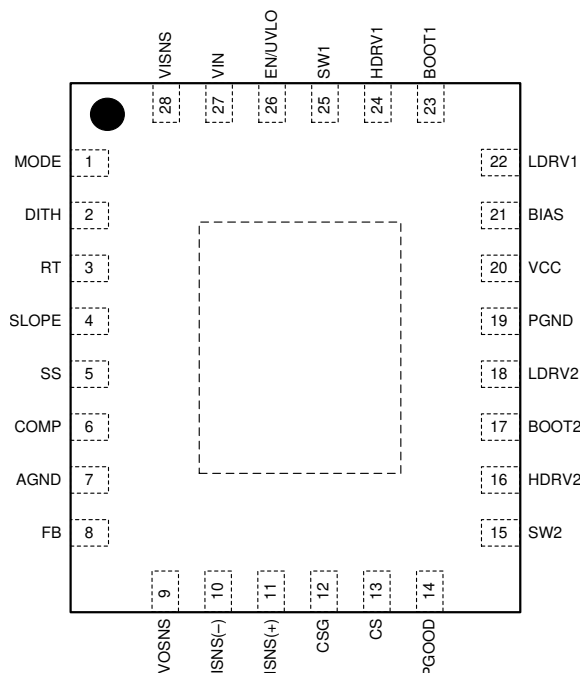 VISNS
VIN
EN/UVLO
SW1
HDRV1
BOOT1
28
27
26
25
24
23
MODE 1
DITH 2
RT 3
SLOPE 4
SS 5
COMP 6
AGND 7
FB 8
22 LDRV1
21 BIAS
20 VCC
19 PGND
18 LDRV2
17 BOOT2
16 HDRV2
15 SW2
9
10
11
12
13
14
VOSNS
ISNS(–)
ISNS(+)
CSG
CS
PGOOD